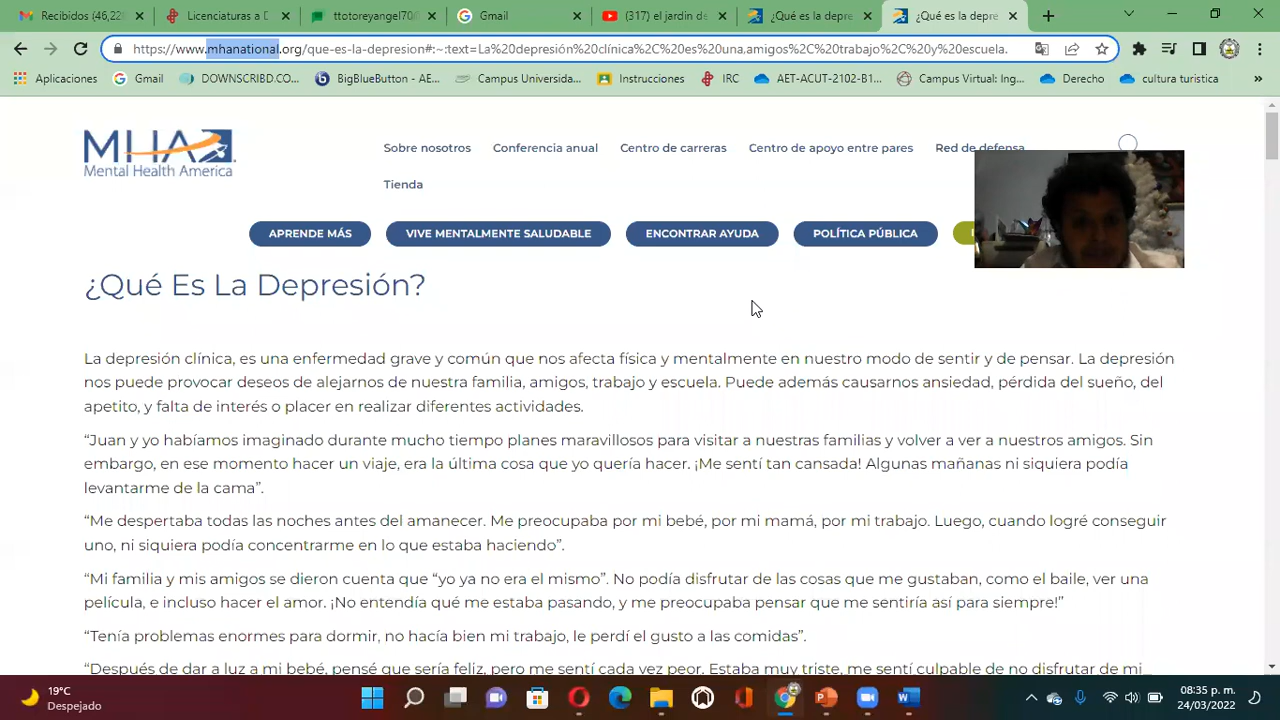 Recibidos (46,22
Licenciaturas a D
ttotoreyangel70@
Gmail
(317) el jardin de
¿Qué es la depre
¿Qué es la depre
https://www.mhanational.org/que-es-la-depresion#:~:text=La%20depresión%20clínica%2C%20es%20una,amigos%2C%20trabajo%2C%20y%20escuela.
Aplicaciones
Gmail
DOWNSCRIBD.CO...
BigBlueButton - AE...
Campus Universida...
Instrucciones
IRC
AET-ACUT-2102-B1...
Campus Virtual: Ing...
Derecho
cultura turística
MHA
Mental Health America
Sobre nosotros
Conferencia anual
Centro de carreras
Centro de apoyo entre pares
Red de defensa
Tienda
APRENDE MÁS
VIVE MENTALMENTE SALUDABLE
ENCONTRAR AYUDA
POLÍTICA PÚBLICA
¿Qué Es La Depresión?
La depresión clínica, es una enfermedad grave y común que nos afecta física y mentalmente en nuestro modo de sentir y de pensar. La depresión
nos puede provocar deseos de alejarnos de nuestra familia, amigos, trabajo y escuela. Puede además causarnos ansiedad, pérdida del sueño, del
apetito, y falta de interés o placer en realizar diferentes actividades.
“Juan y yo habíamos imaginado durante mucho tiempo planes maravillosos para visitar a nuestras familias y volver a ver a nuestros amigos. Sin
embargo, en ese momento hacer un viaje, era la última cosa que yo quería hacer. ¡Me sentí tan cansada! Algunas mañanas ni siquiera podía
levantarme de la cama”.
“Me despertaba todas las noches antes del amanecer. Me preocupaba por mi bebé, por mi mamá, por mi trabajo. Luego, cuando logré conseguir
uno, ni siquiera podía concentrarme en lo que estaba haciendo”.
“Mi familia y mis amigos se dieron cuenta que “yo ya no era el mismo”. No podía disfrutar de las cosas que me gustaban, como el baile, ver una
película, e incluso hacer el amor. ¡No entendía qué me estaba pasando, y me preocupaba pensar que me sentiría así para siempre!”
“Tenía problemas enormes para dormir, no hacía bien mi trabajo, le perdí el gusto a las comidas”.
“Después de dar a luz a mi bebé, pensé que sería feliz, pero me sentí cada vez peor. Estaba muy triste, me sentí culpable de no disfrutar de mi
19°C
Despejado
08:35 p. m.
24/03/2022